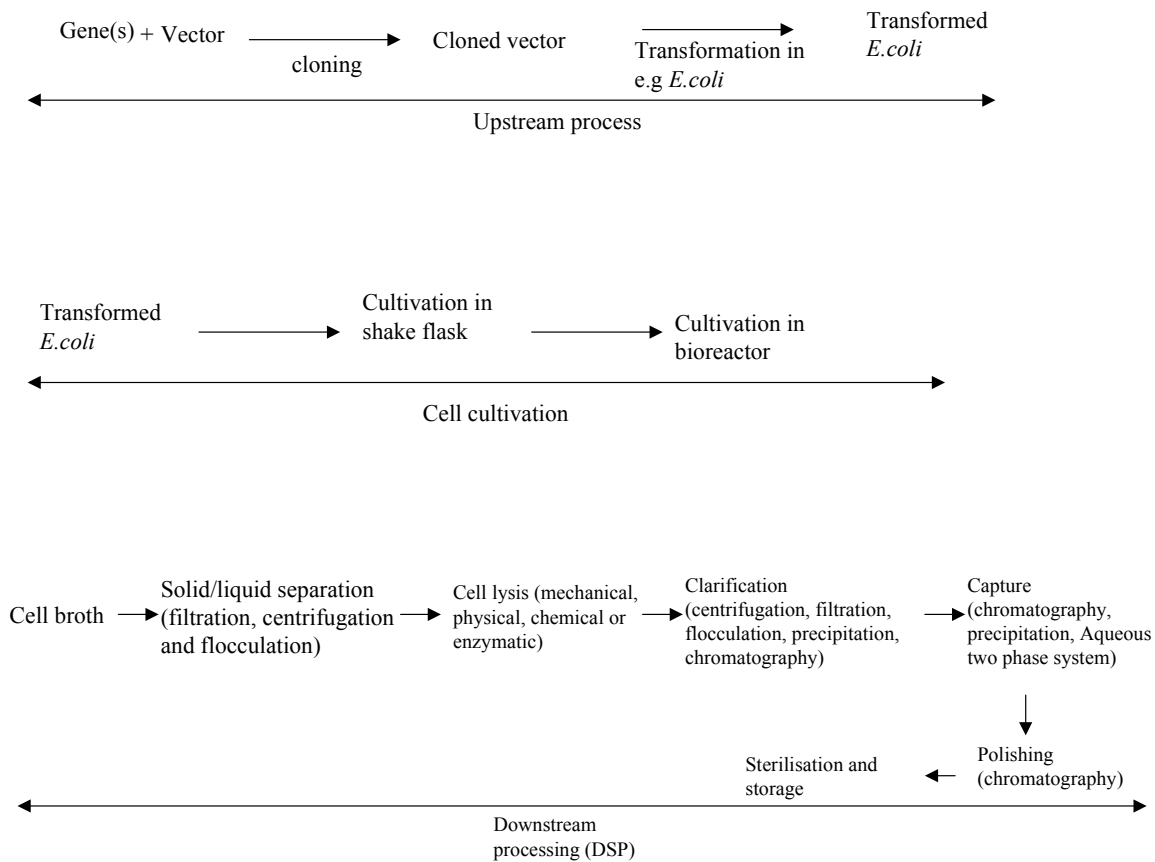 Gene(s) + Vector
cloning
Cloned vector
Transformation in
e.g E.coli
Transformed
E.coli
Upstream process
Transformed
E.coli
Cultivation in
shake flask
Cultivation in
bioreactor
Cell cultivation
Cell broth
Solid/liquid separation
(filtration, centrifugation
and flocculation)
Cell lysis (mechanical,
physical, chemical or
enzymatic)
Clarification
(centrifugation, filtration,
flocculation, precipitation,
chromatography)
Capture
(chromatography,
precipitation, Aqueous
two phase system)
Polishing
(chromatography)
Sterilisation and
storage
Downstream
processing (DSP)